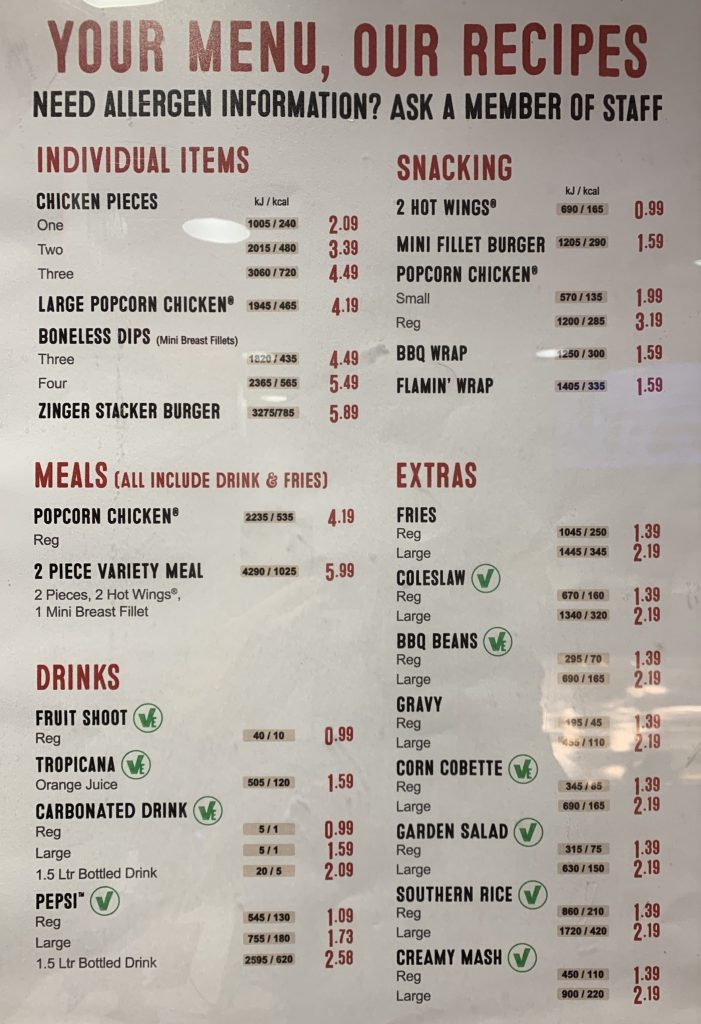 YOUR MENU, OUR RECIPES
NEED ALLERGEN INFORMATION? ASK A MEMBER OF STAFF
INDIVIDUAL ITEMS
CHICKEN PIECES kJ / kcal
One 1005 / 240 2.09
Two 2015 / 480 3.39
Three 3060 / 720 4.49
LARGE POPCORN CHICKEN® 1945 / 465 4.19
BONELESS DIPS (Mini Breast Fillets)
Three 1820 / 435 4.49
Four 2365 / 565 5.49
ZINGER STACKER BURGER 3275/785 5.89
SNACKING
kJ / kcal
2 HOT WINGS® 690 / 165 0.99
MINI FILLET BURGER 1205 / 290 1.59
POPCORN CHICKEN®
Small 570 / 135 1.99
Reg 1200 / 285 3.19
BBQ WRAP 1250 / 300 1.59
FLAMIN' WRAP 1405 / 335 1.59
MEALS (ALL INCLUDE DRINK & FRIES)
POPCORN CHICKEN® 2235 / 535 4.19
Reg
2 PIECE VARIETY MEAL 4290 / 1025 5.99
2 Pieces, 2 Hot Wings®,
1 Mini Breast Fillet
DRINKS
FRUIT SHOOT VE
Reg 40 / 10 0.99
TROPICANA VE
Orange Juice 505 / 120 1.59
CARBONATED DRINK VE
Reg 5 / 1 0.99
Large 5 / 1 1.59
1.5 Ltr Bottled Drink 20 / 5 2.09
PEPSI™ V
Reg 545 / 130 1.09
Large 755 / 180 1.73
1.5 Ltr Bottled Drink 2595 / 620 2.58
EXTRAS
FRIES
Reg 1045 / 250 1.39
Large 1445 / 345 2.19
COLESLAW V
Reg 670 / 160 1.39
Large 1340 / 320 2.19
BBQ BEANS VE
Reg 295 / 70 1.39
Large 690 / 165 2.19
GRAVY
Reg 195 / 45 1.39
Large / 110 2.19
CORN COBETTE VE
Reg 345 / 85 1.39
Large 690 / 165 2.19
GARDEN SALAD V
Reg 315 / 75 1.39
Large 630 / 150 2.19
SOUTHERN RICE V
Reg 860 / 210 1.39
Large 1720 / 420 2.19
CREAMY MASH V
Reg 450 / 110 1.39
Large 900 / 220 2.19